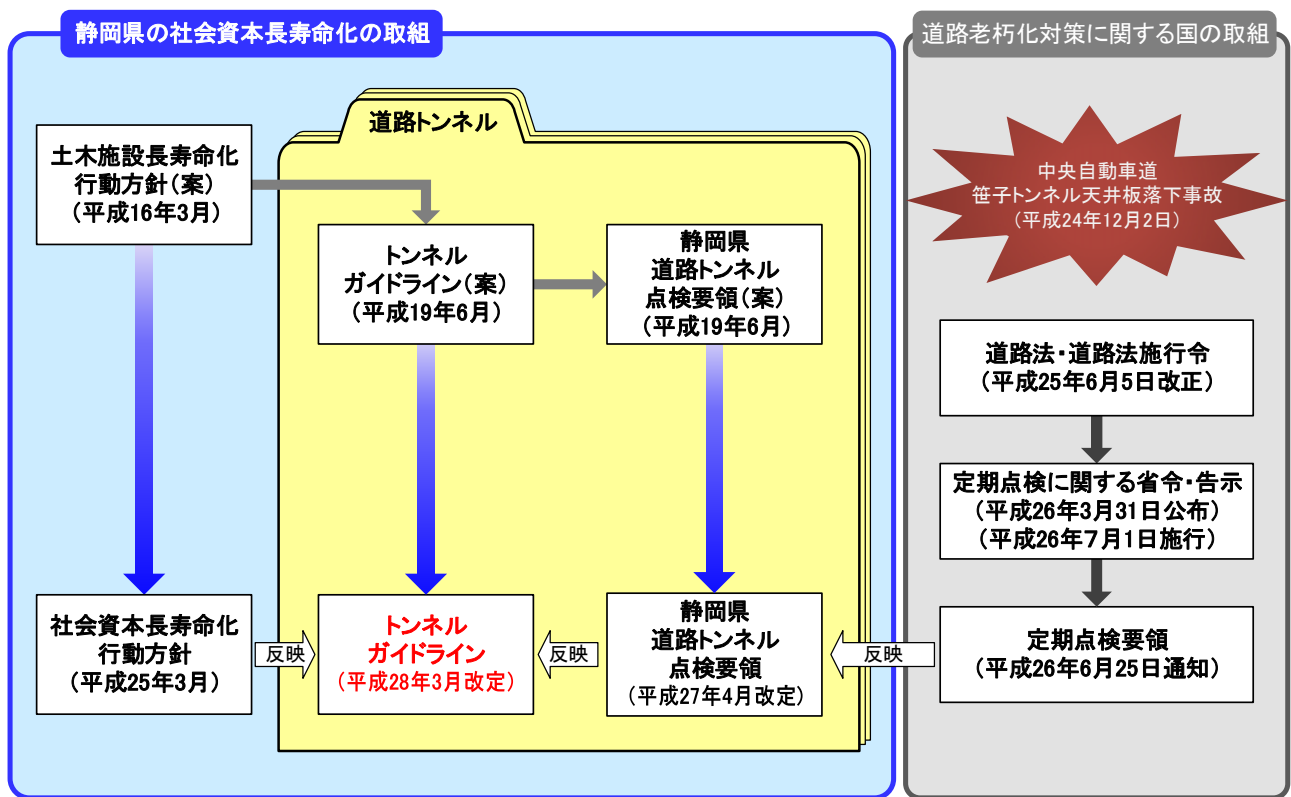 静岡県の社会資本長寿命化の取組
道路トンネル
土木施設長寿命化
行動方針（案）
（平成16年3月）
トンネル
ガイドライン（案）
（平成19年6月）
静岡県
道路トンネル
点検要領（案）
（平成19年6月）
社会資本長寿命化
行動方針
（平成25年3月）
反映
トンネル
ガイドライン
（平成28年3月改定）
反映
静岡県
道路トンネル
点検要領
（平成27年4月改定）
反映
道路老朽化対策に関する国の取組
中央自動車道
笹子トンネル天井板落下事故
（平成24年12月2日）
道路法・道路法施行令
（平成25年6月5日改正）
定期点検に関する省令・告示
（平成26年3月31日公布）
（平成26年７月1日施行）
定期点検要領
（平成26年6月25日通知）